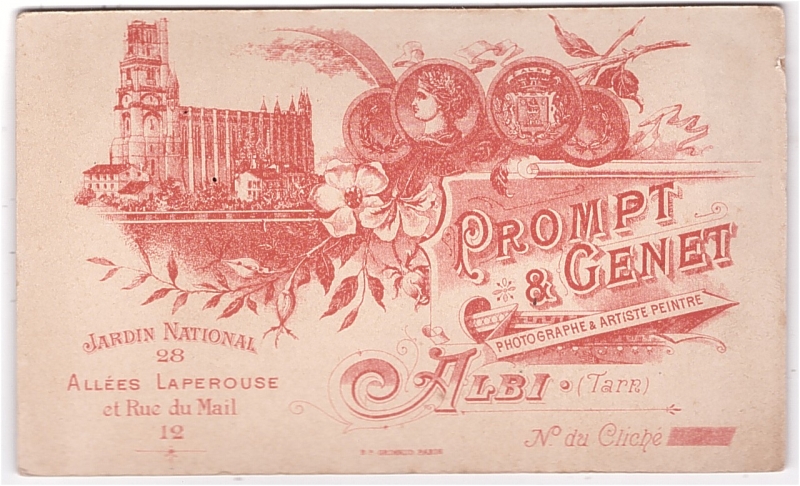 PROMPT
& GENET
PHOTOGRAPHE & ARTISTE PEINTRE
ALBI (TARN)
JARDIN NATIONAL
28
ALLÉES LAPEROUSE
et Rue du Mail
12
No du Cliché